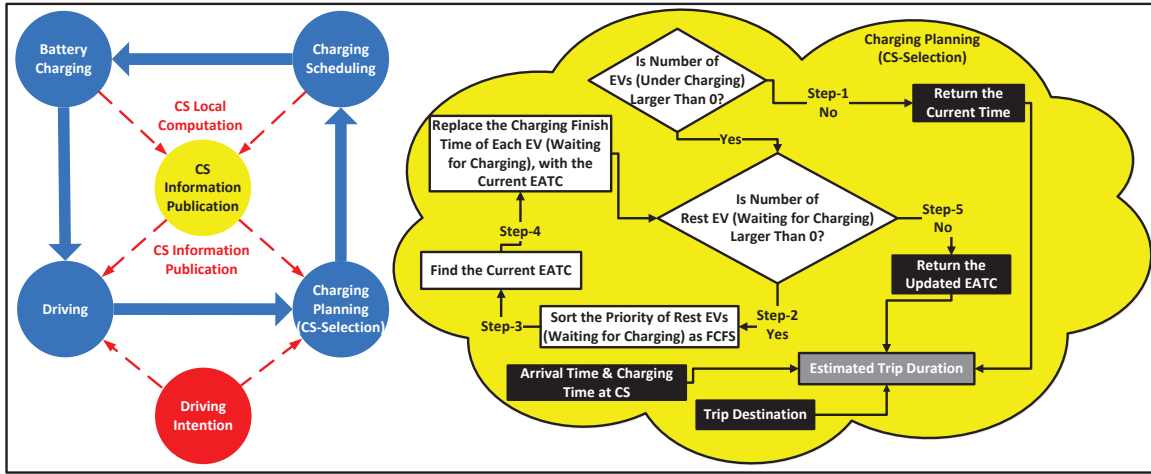 Battery
Charging
Charging
Scheduling
CS Local
Computation
CS
Information
Publication
CS Information
Publication
Driving
Charging
Planning
(CS-Selection)
Driving
Intention
Charging Planning
(CS-Selection)
Is Number of
EVs (Under Charging)
Larger Than 0?
Step-1
No
Return the
Current Time
Yes
Replace the Charging Finish
Time of Each EV (Waiting
for Charging), with the
Current EATC
Is Number of
Rest EV (Waiting for Charging)
Larger Than 0?
Step-5
No
Step-4
Find the Current EATC
Return the
Updated EATC
Step-3
Sort the Priority of Rest EVs
(Waiting for Charging) as FCFS
Step-2
Yes
Arrival Time & Charging
Time at CS
Estimated Trip Duration
Trip Destination